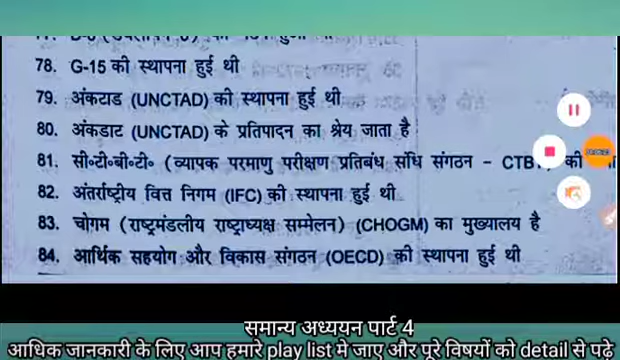 78. G-15 की स्थापना हुई थी
79. अंकटाड (UNCTAD) की स्थापना हुई थी
80. अंकडाट (UNCTAD) के प्रतिपादन का श्रेय जाता है
81. सी॰टी॰बी॰टी॰ (व्यापक परमाणु परीक्षण प्रतिबंध संधि संगठन - CTBT) की
82. अंतर्राष्ट्रीय वित्त निगम (IFC) की स्थापना हुई थी
83. चोगम (राष्ट्रमंडलीय राष्ट्राध्यक्ष सम्मेलन) (CHOGM) का मुख्यालय है
84. आर्थिक सहयोग और विकास संगठन (OECD) की स्थापना हुई थी
समान्य अध्ययन पार्ट 4
आधिक जानकारी के लिए आप हमारे play list मे जाए और पूरे विषयों को detail से पढ़े